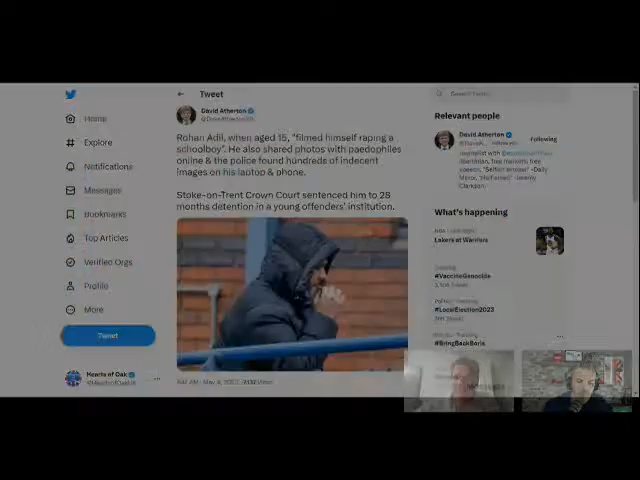 Tweet
Home
Explore
Notifications
Messages
Bookmarks
Top Articles
Verified Orgs
Profile
More
Tweet
Hearts of Oak
David Atherton
Rohan Adil, when aged 15, "filmed himself raping a
schoolboy". He also shared photos with paedophiles
online & the police found hundreds of indecent
images on his laptop & phone.
Stoke-on-Trent Crown Court sentenced him to 28
months detention in a young offenders' institution.
Relevant people
David Atherton
Following
What's happening
Lakers at Warriors
#VaccineGenocide
#LocalElection2023
#BringBackBoris